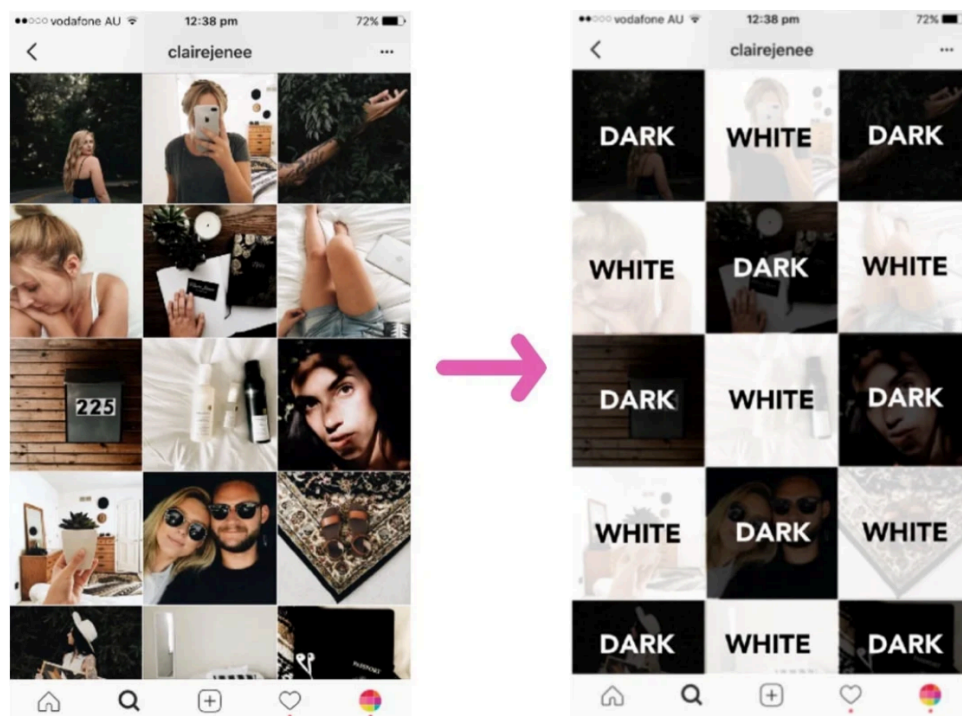 vodafone AU 12:38 pm 72%
clairejenee
225
PASSPORT
vodafone AU 12:38 pm 72%
clairejenee
DARK WHITE DARK
WHITE DARK WHITE
DARK WHITE DARK
WHITE DARK WHITE
DARK WHITE DARK